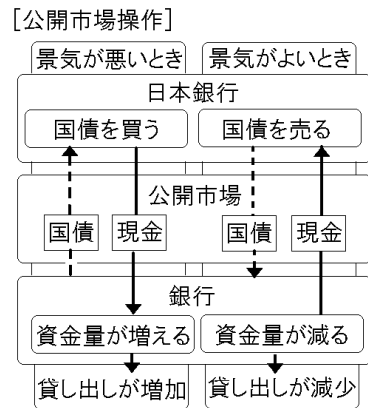 [公開市場操作]
景気が悪いとき 景気がよいとき
日本銀行
国債を買う 国債を売る
公開市場
国債 現金 国債 現金
銀行
資金量が増える 資金量が減る
貸し出しが増加 貸し出しが減少